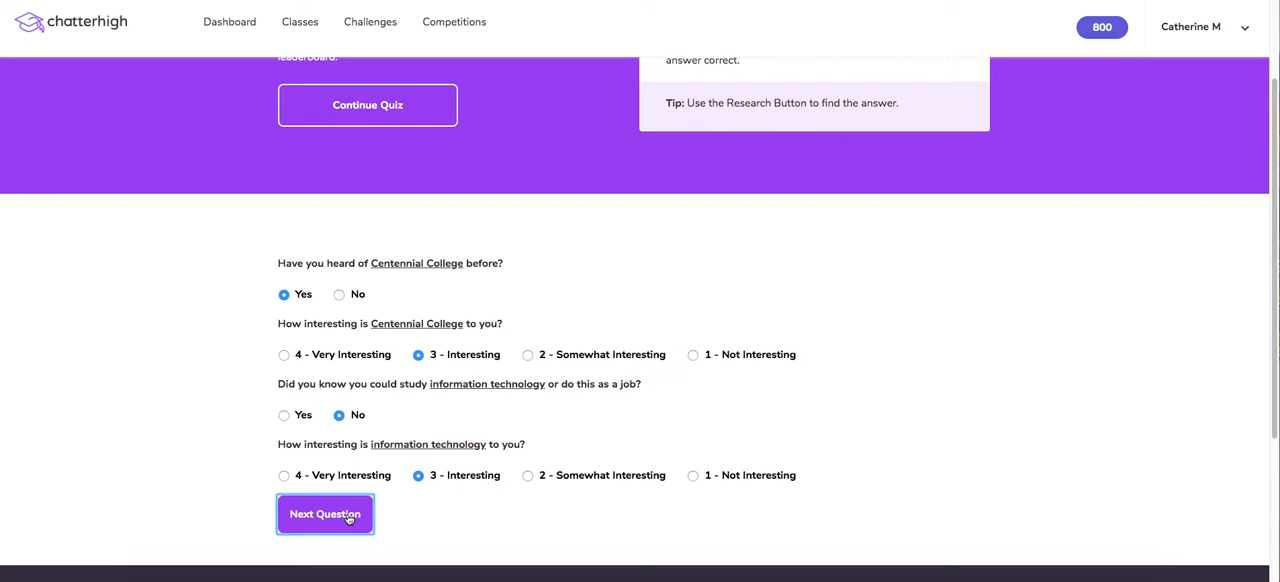 chatterhigh
Dashboard Classes Challenges Competitions
800
Catherine M
leaderboard.
answer correct.
Continue Quiz
Tip: Use the Research Button to find the answer.
Have you heard of Centennial College before?
Yes No
How interesting is Centennial College to you?
4 - Very Interesting 3 - Interesting 2 - Somewhat Interesting 1 - Not Interesting
Did you know you could study information technology or do this as a job?
Yes No
How interesting is information technology to you?
4 - Very Interesting 3 - Interesting 2 - Somewhat Interesting 1 - Not Interesting
Next Question